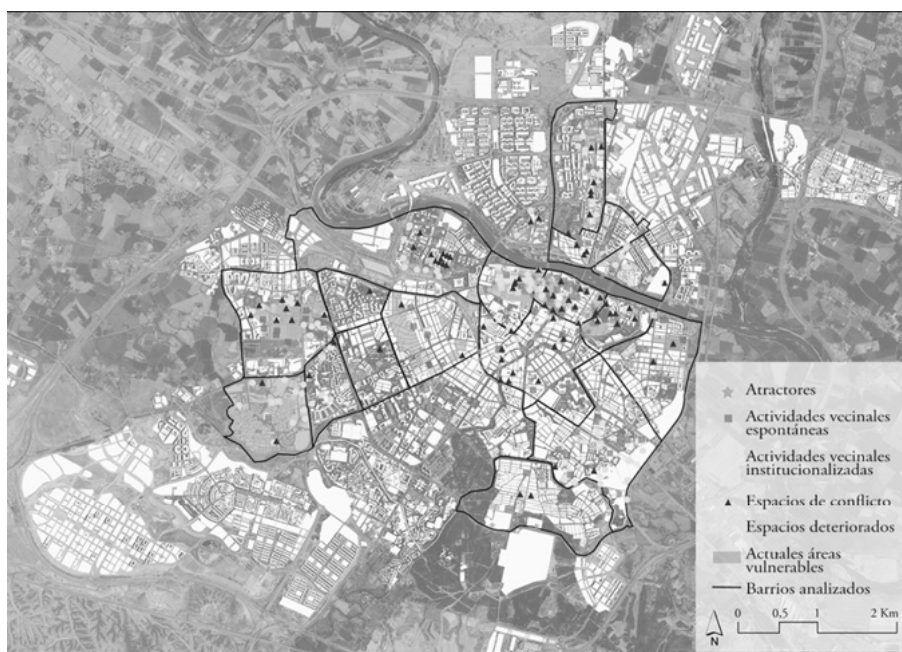 Atractores
Actividades vecinales
espontáneas
Actividades vecinales
institucionalizadas
Espacios de conflicto
Espacios deteriorados
Actuales áreas
vulnerables
Barrios analizados
0 0,5 1 2 Km
N